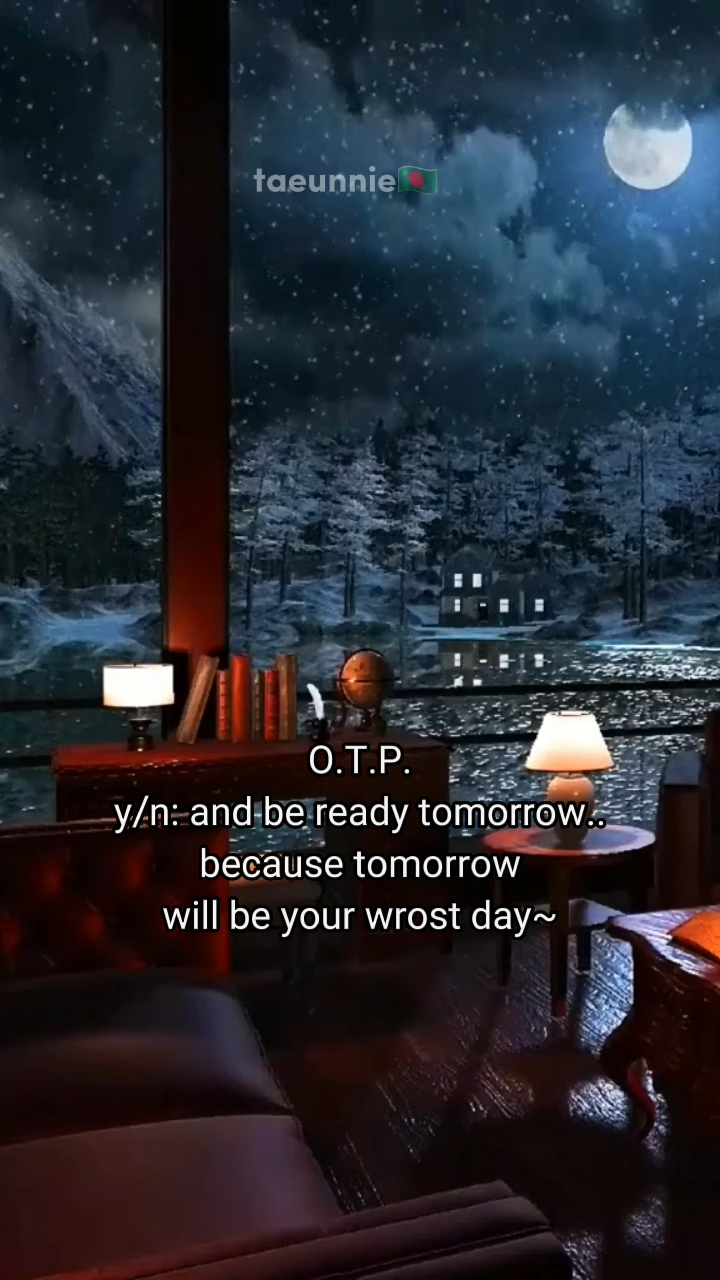 taeunnie🇧🇩
O.T.P.
y/n: and be ready tomorrow..
because tomorrow
will be your wrost day~